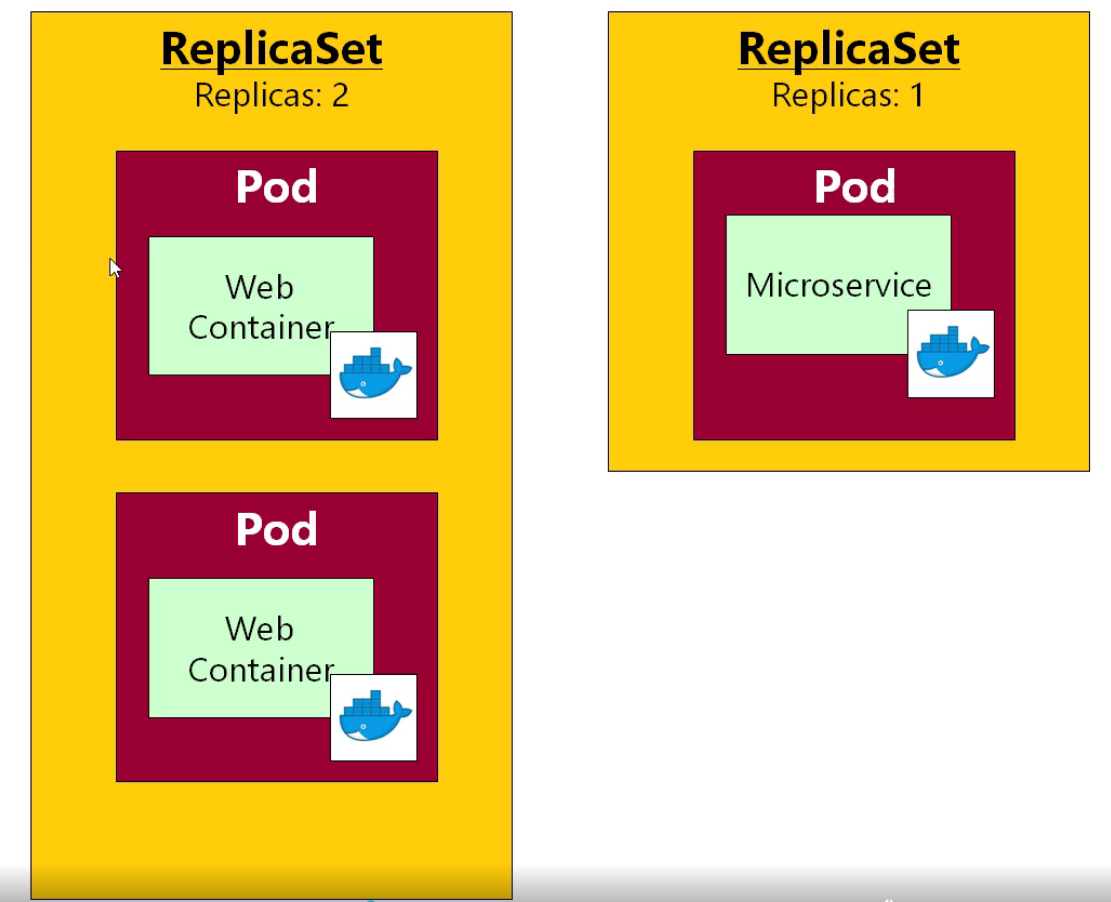 ReplicaSet
Replicas: 2
Pod
Web
Container
Pod
Web
Container
ReplicaSet
Replicas: 1
Pod
Microservice